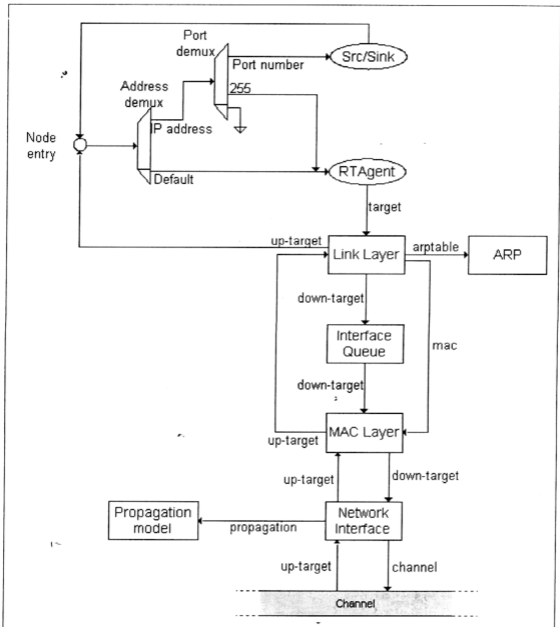 Port
demux
Port number
Src/Sink
255
Address
demux
IP address
Node
entry
Default
RTAgent
target
up-target
Link Layer
arptable
ARP
down-target
Interface
Queue
mac
down-target
MAC Layer
up-target
up-target
down-target
Propagation
model
propagation
Network
Interface
up-target
channel
Channel